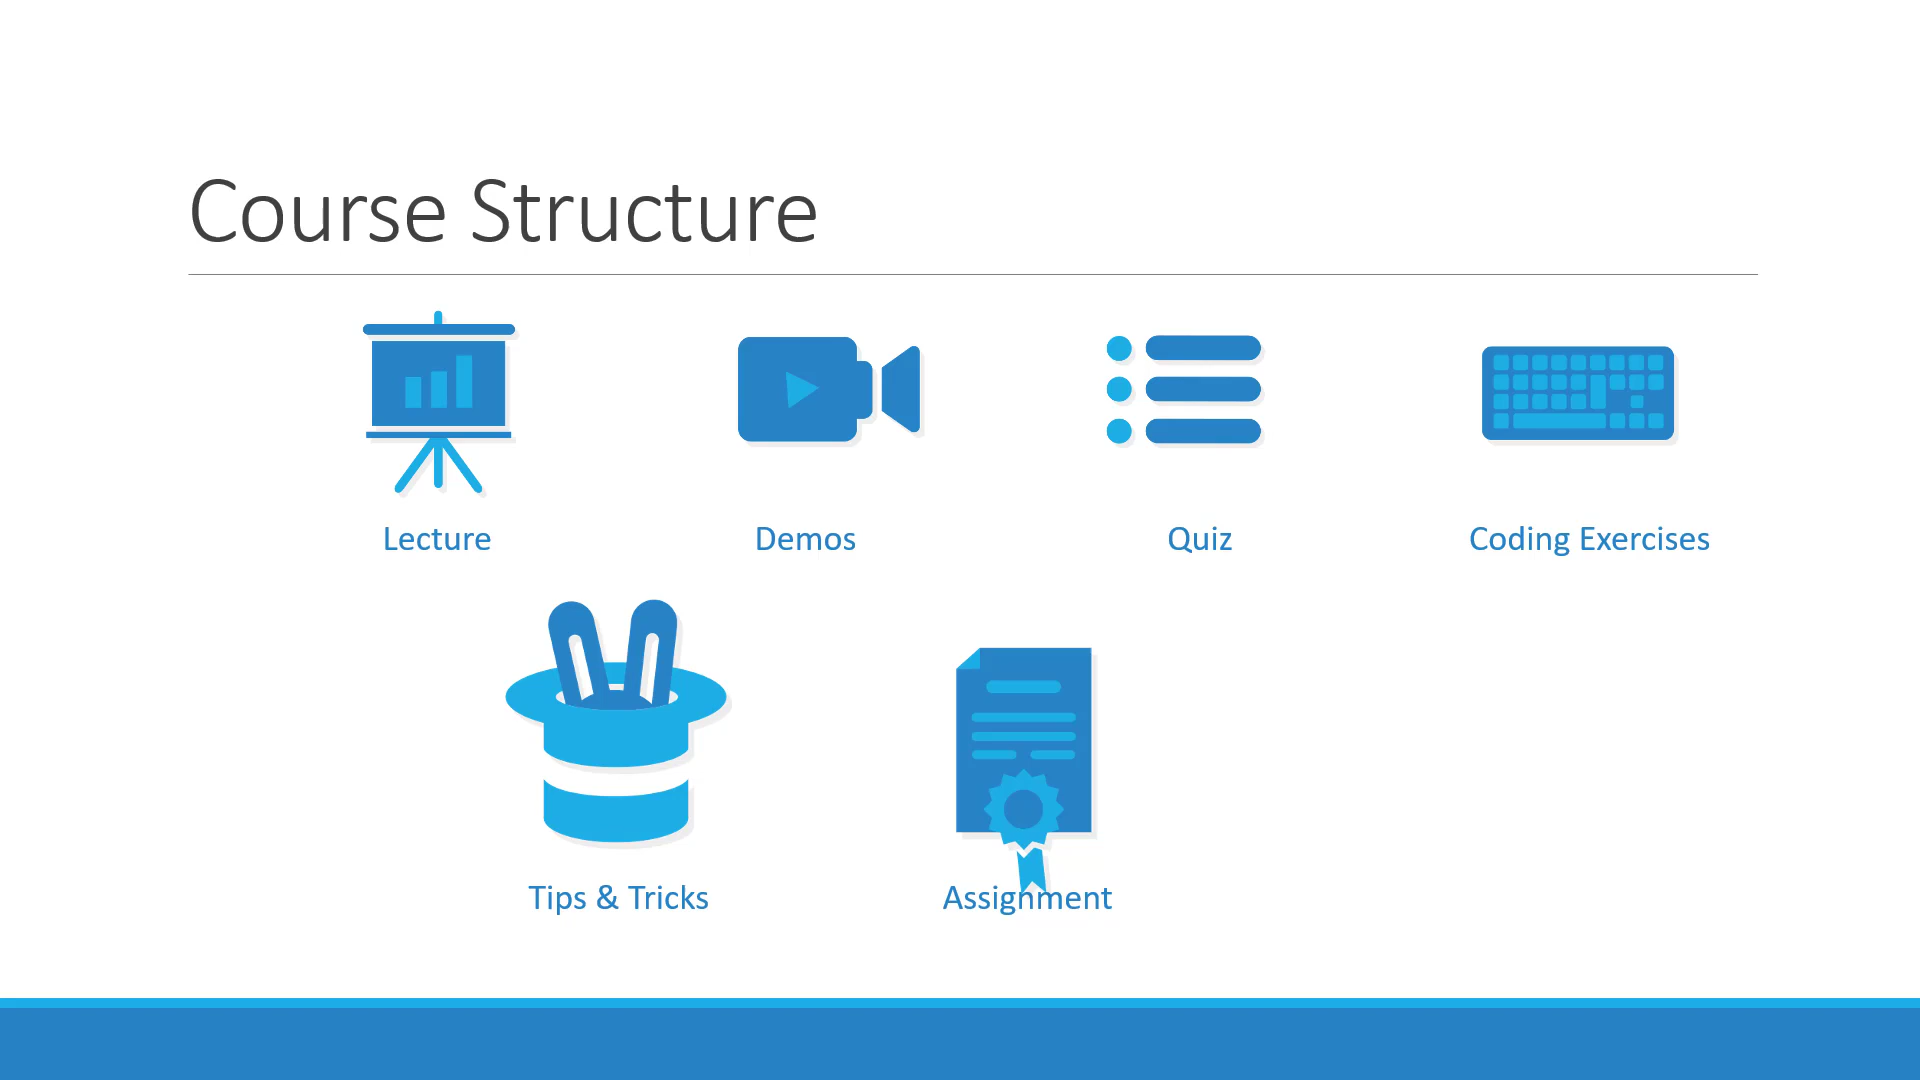 Course Structure
Lecture
Demos
Quiz
Coding Exercises
Tips & Tricks
Assignment